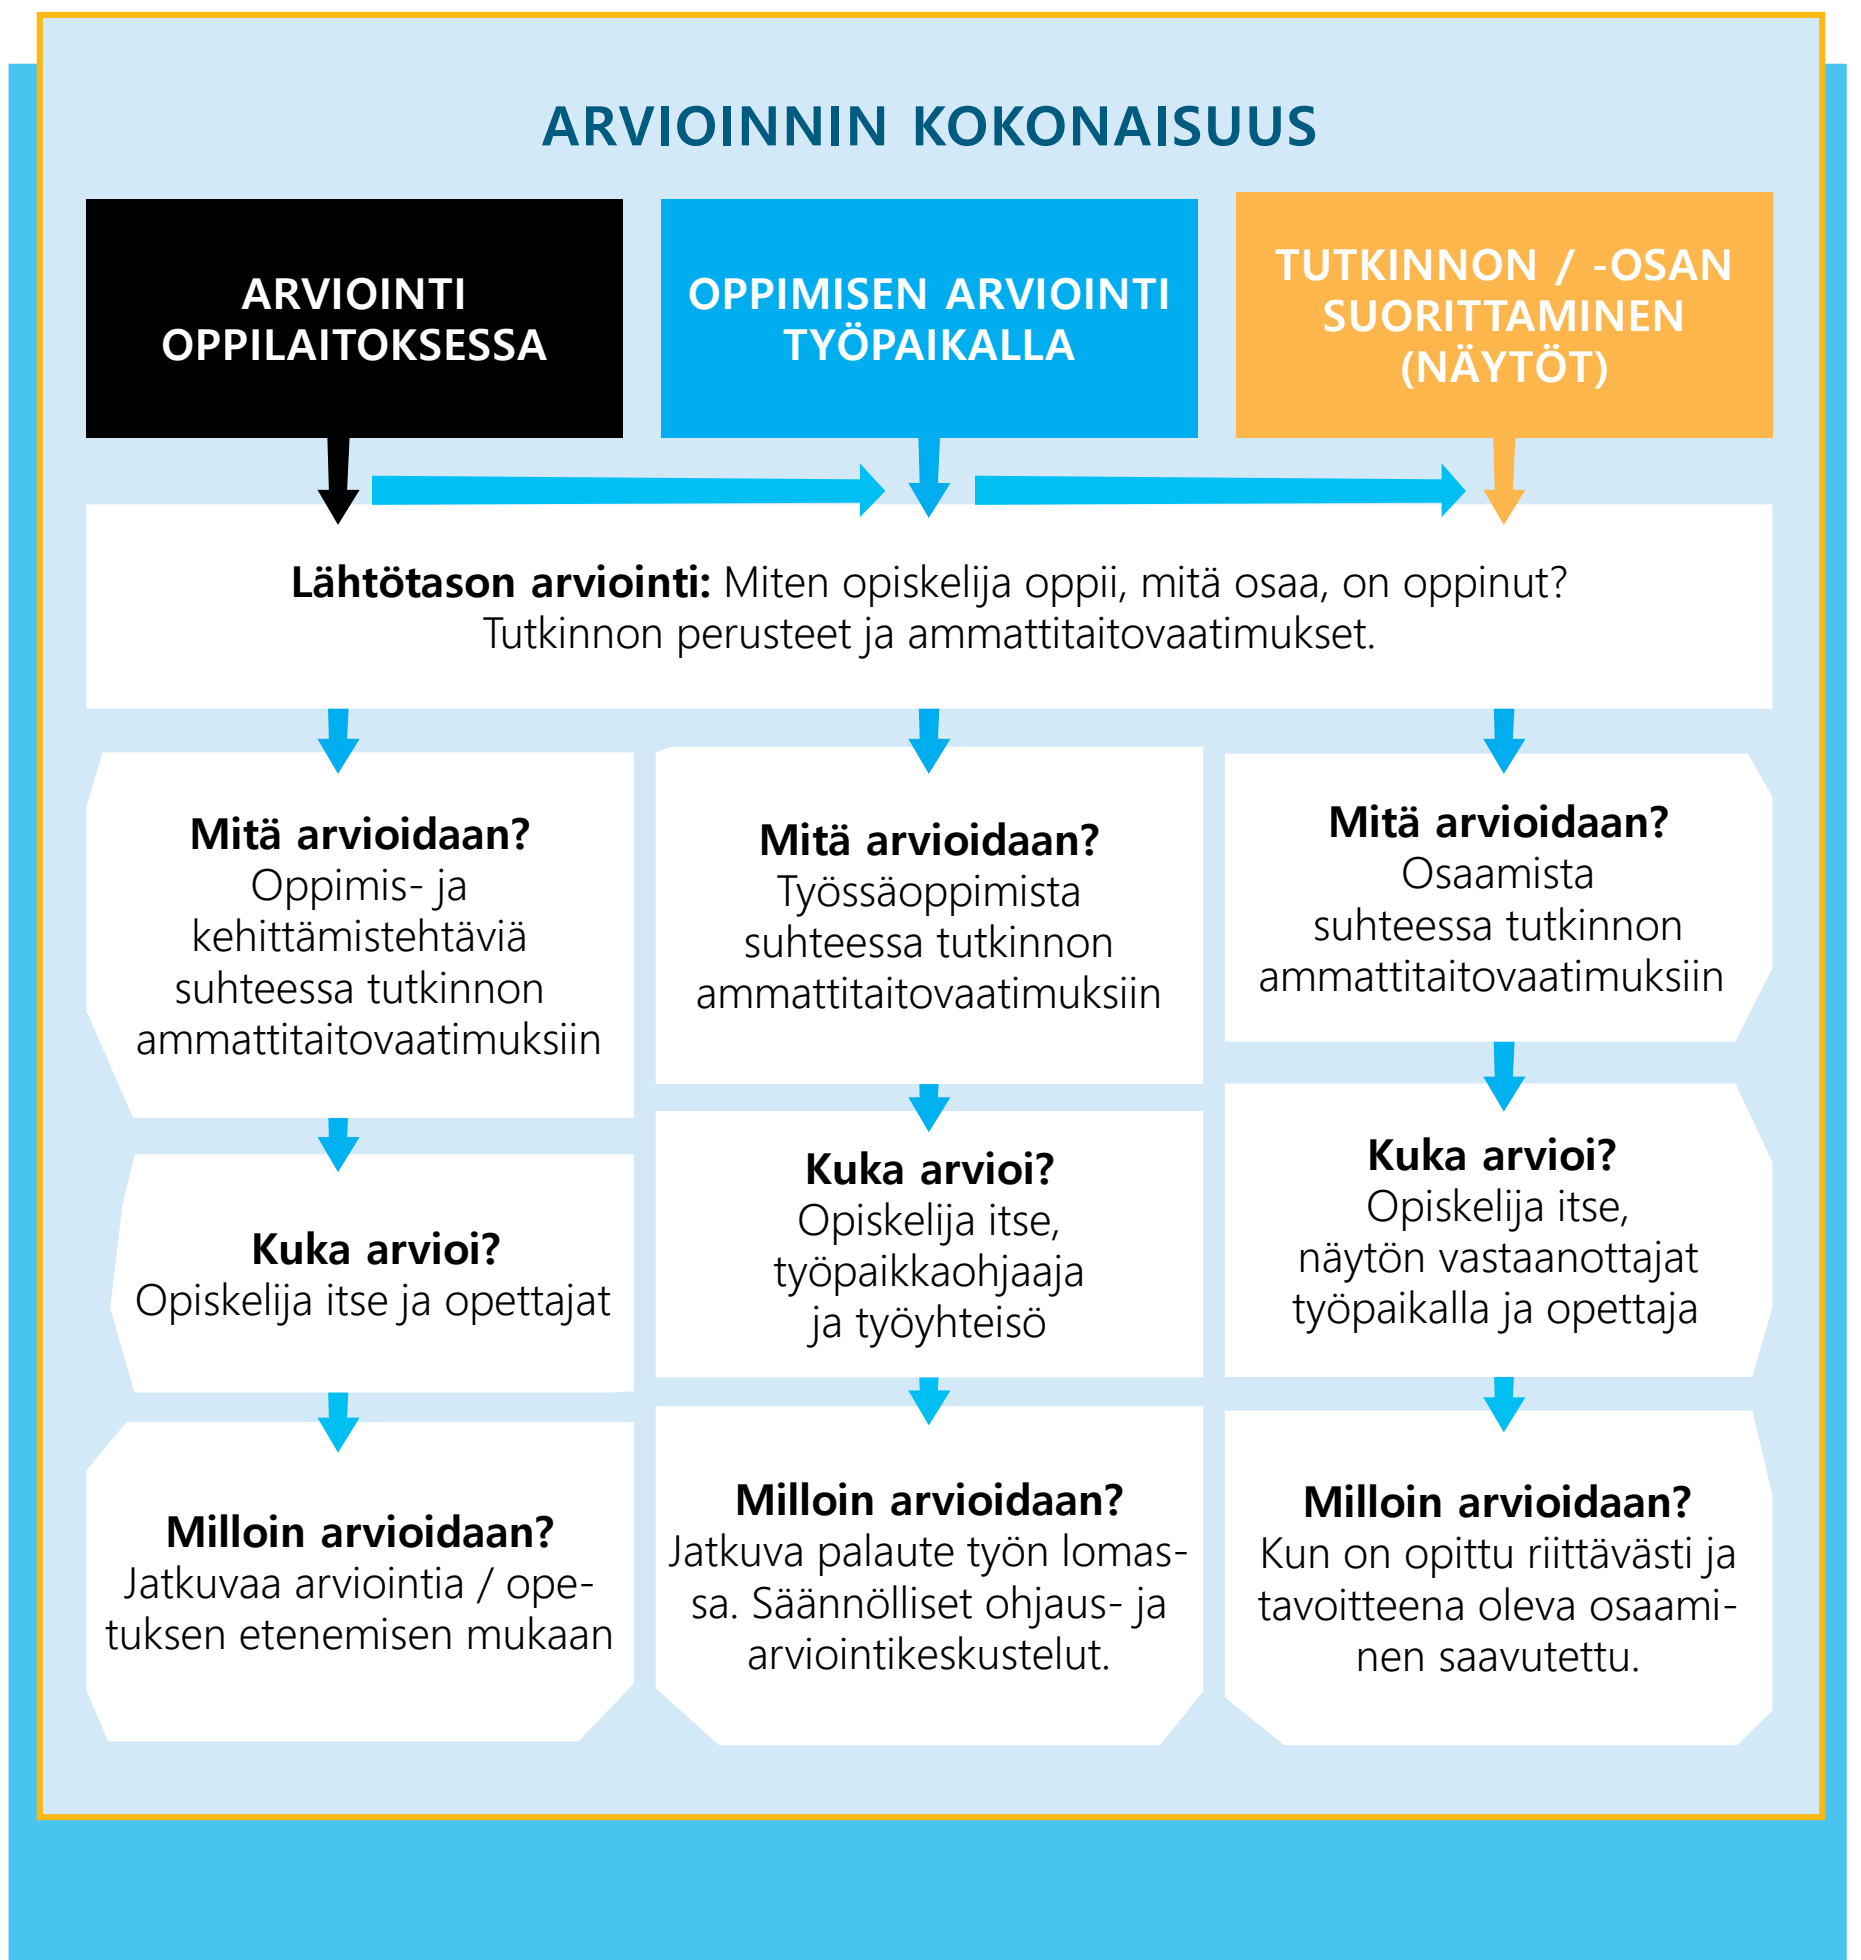 ARVIOINNIN KOKONAISUUS
ARVIOINTI
OPPILAITOKSESSA
OPPIMISEN ARVIOINTI
TYÖPAIKALLA
TUTKINNON / -OSAN
SUORITTAMINEN
(NÄYTÖT)
Lähtötason arviointi: Miten opiskelija oppii, mitä osaa, on oppinut?
Tutkinnon perusteet ja ammattitaitovaatimukset.
Mitä arvioidaan?
Oppimis- ja
kehittämistehtäviä
suhteessa tutkinnon
ammattitaitovaatimuksiin
Kuka arvioi?
Opiskelija itse ja opettajat
Milloin arvioidaan?
Jatkuvaa arviointia / ope-
tuksen etenemisen mukaan
Mitä arvioidaan?
Työssäoppimista
suhteessa tutkinnon
ammattitaitovaatimuksiin
Kuka arvioi?
Opiskelija itse,
työpaikkaohjaaja
ja työyhteisö
Milloin arvioidaan?
Jatkuva palaute työn lomas-
sa. Säännölliset ohjaus- ja
arviointikeskustelut.
Mitä arvioidaan?
Osaamista
suhteessa tutkinnon
ammattitaitovaatimuksiin
Kuka arvioi?
Opiskelija itse,
näytön vastaanottajat
työpaikalla ja opettaja
Milloin arvioidaan?
Kun on opittu riittävästi ja
tavoitteena oleva osaami-
nen saavutettu.